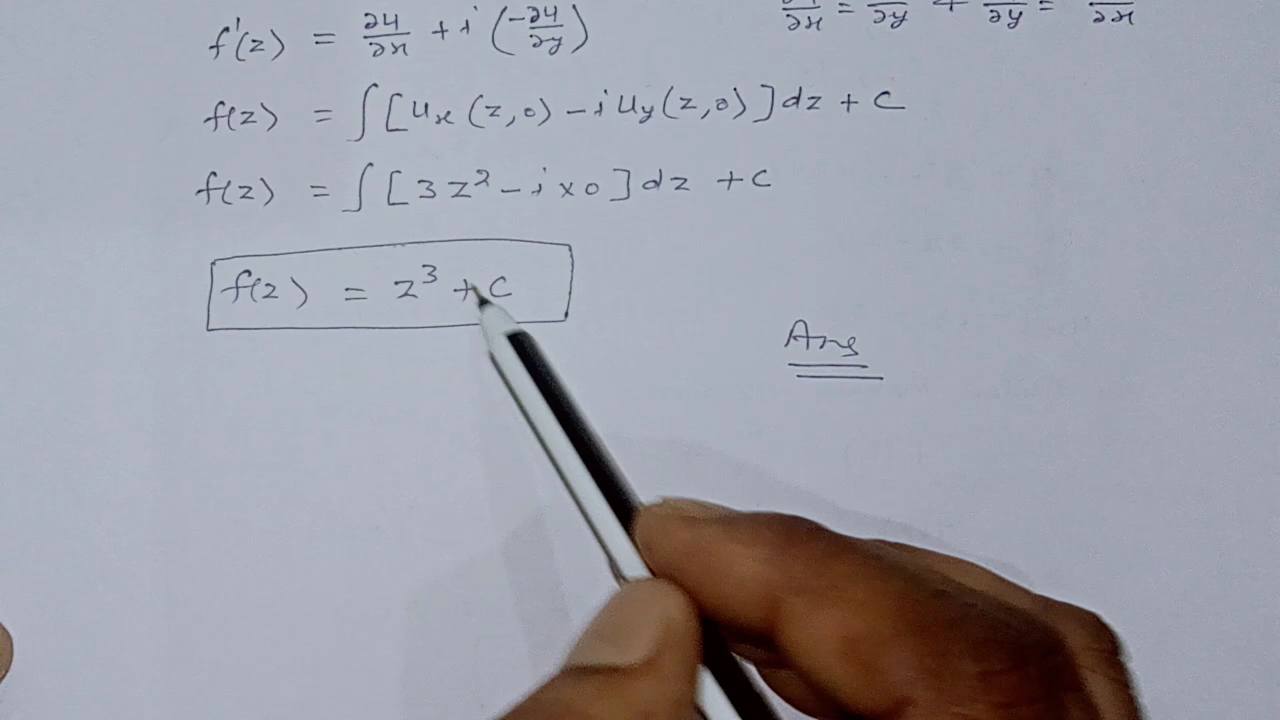 f'(z) = ∂u/∂x + i (-∂u/∂y)
∂x = ∂y + ∂y = ∂x
f(z) = ∫ [ux (z,0) - i uy (z,0)] dz + c
f(z) = ∫ [3z² - i×0] dz + c
f(z) = z³ + c
Ans